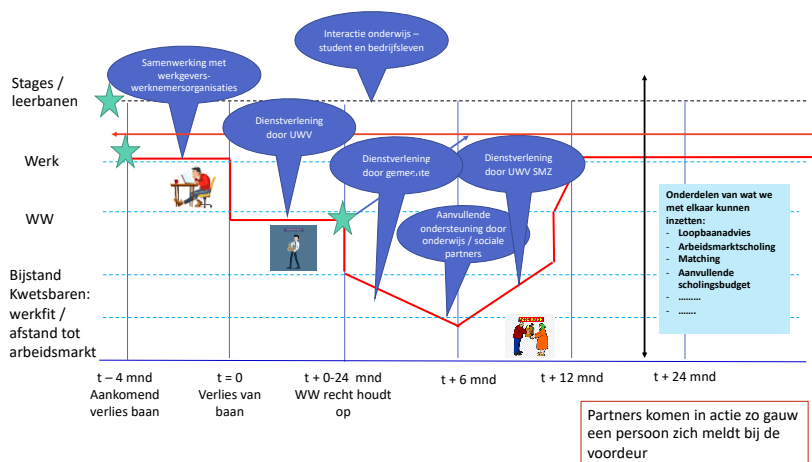 Interactie onderwijs –
student en bedrijfsleven
Samenwerking met
werkgevers-
werknemersorganisaties
Stages /
leerbanen
Dienstverlening
door UWV
Werk
Dienstverlening
door gemeente
Dienstverlening
door UWV SMZ
WW
Aanvullende
ondersteuning door
onderwijs / sociale
partners
Onderdelen van wat we
met elkaar kunnen
inzetten:
- Loopbaanadvies
- Arbeidsmarktscholing
- Matching
- Aanvullende
scholingsbudget
- ………
- …….
Bijstand
Kwetsbaren:
werkfit /
afstand tot
arbeidsmarkt
t – 4 mnd
Aankomend
verlies baan
t = 0
Verlies van
baan
t + 0-24 mnd
WW recht houdt
op
t + 6 mnd
t + 12 mnd
t + 24 mnd
Partners komen in actie zo gauw
een persoon zich meldt bij de
voordeur